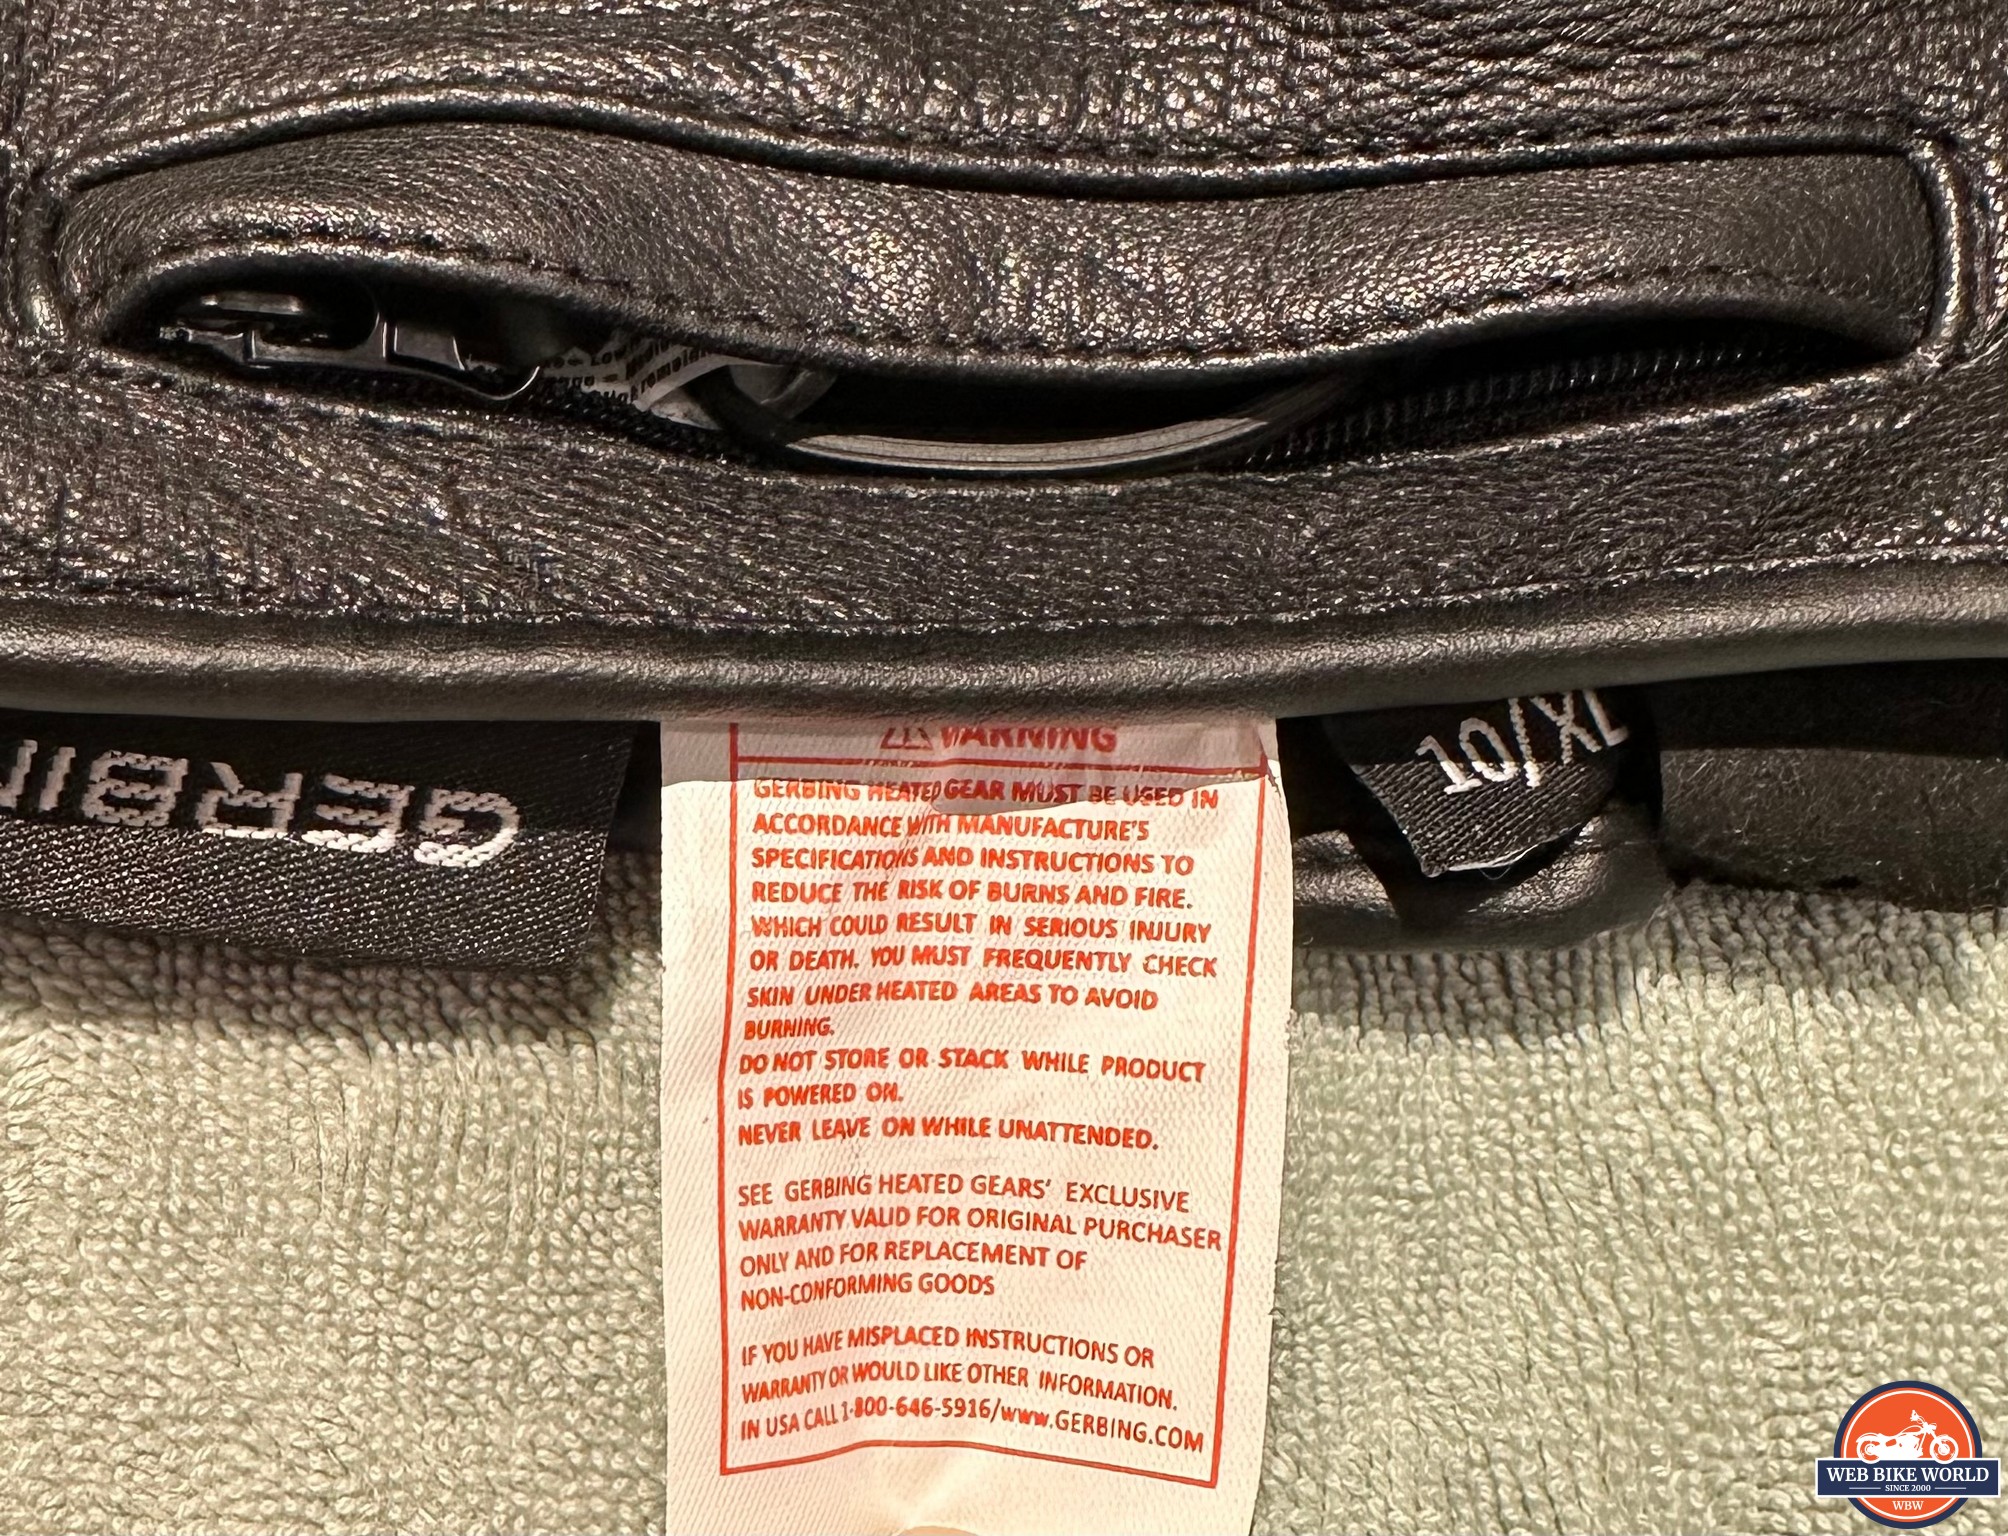 GERBIN
WARNING
10/XL
GERBING HEATED GEAR MUST BE USED IN
ACCORDANCE WITH MANUFACTURE'S
SPECIFICATIONS AND INSTRUCTIONS TO
REDUCE THE RISK OF BURNS AND FIRE.
WHICH COULD RESULT IN SERIOUS INJURY
OR DEATH. YOU MUST FREQUENTLY CHECK
SKIN UNDER HEATED AREAS TO AVOID
BURNING.
DO NOT STORE OR STACK WHILE PRODUCT
IS POWERED ON.
NEVER LEAVE ON WHILE UNATTENDED.
SEE GERBING HEATED GEARS' EXCLUSIVE
WARRANTY VALID FOR ORIGINAL PURCHASER
ONLY AND FOR REPLACEMENT OF
NON-CONFORMING GOODS
IF YOU HAVE MISPLACED INSTRUCTIONS OR
WARRANTY OR WOULD LIKE OTHER INFORMATION.
IN USA CALL 1-800-646-5916/www.GERBING.COM
WEB BIKE WORLD
SINCE 2000
WBW